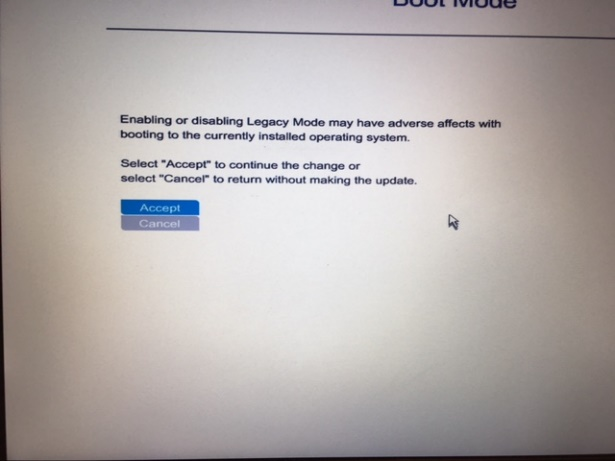 Boot Mode
Enabling or disabling Legacy Mode may have adverse affects with
booting to the currently installed operating system.
Select "Accept" to continue the change or
select "Cancel" to return without making the update.
Accept
Cancel